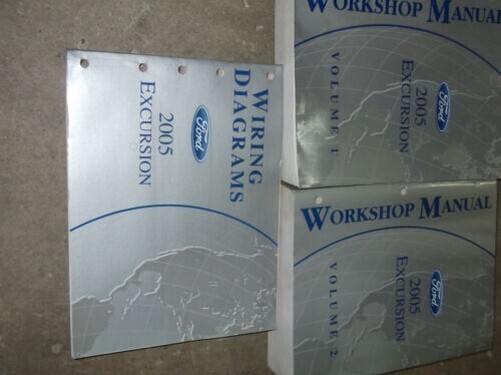 WIRING
DIAGRAMS
Ford
2005
EXCURSION
WORKSHOP MANUAL
VOLUME 1
2005
EXCURSION
Ford
WORKSHOP MANUAL
VOLUME 2
2005
EXCURSION
Ford